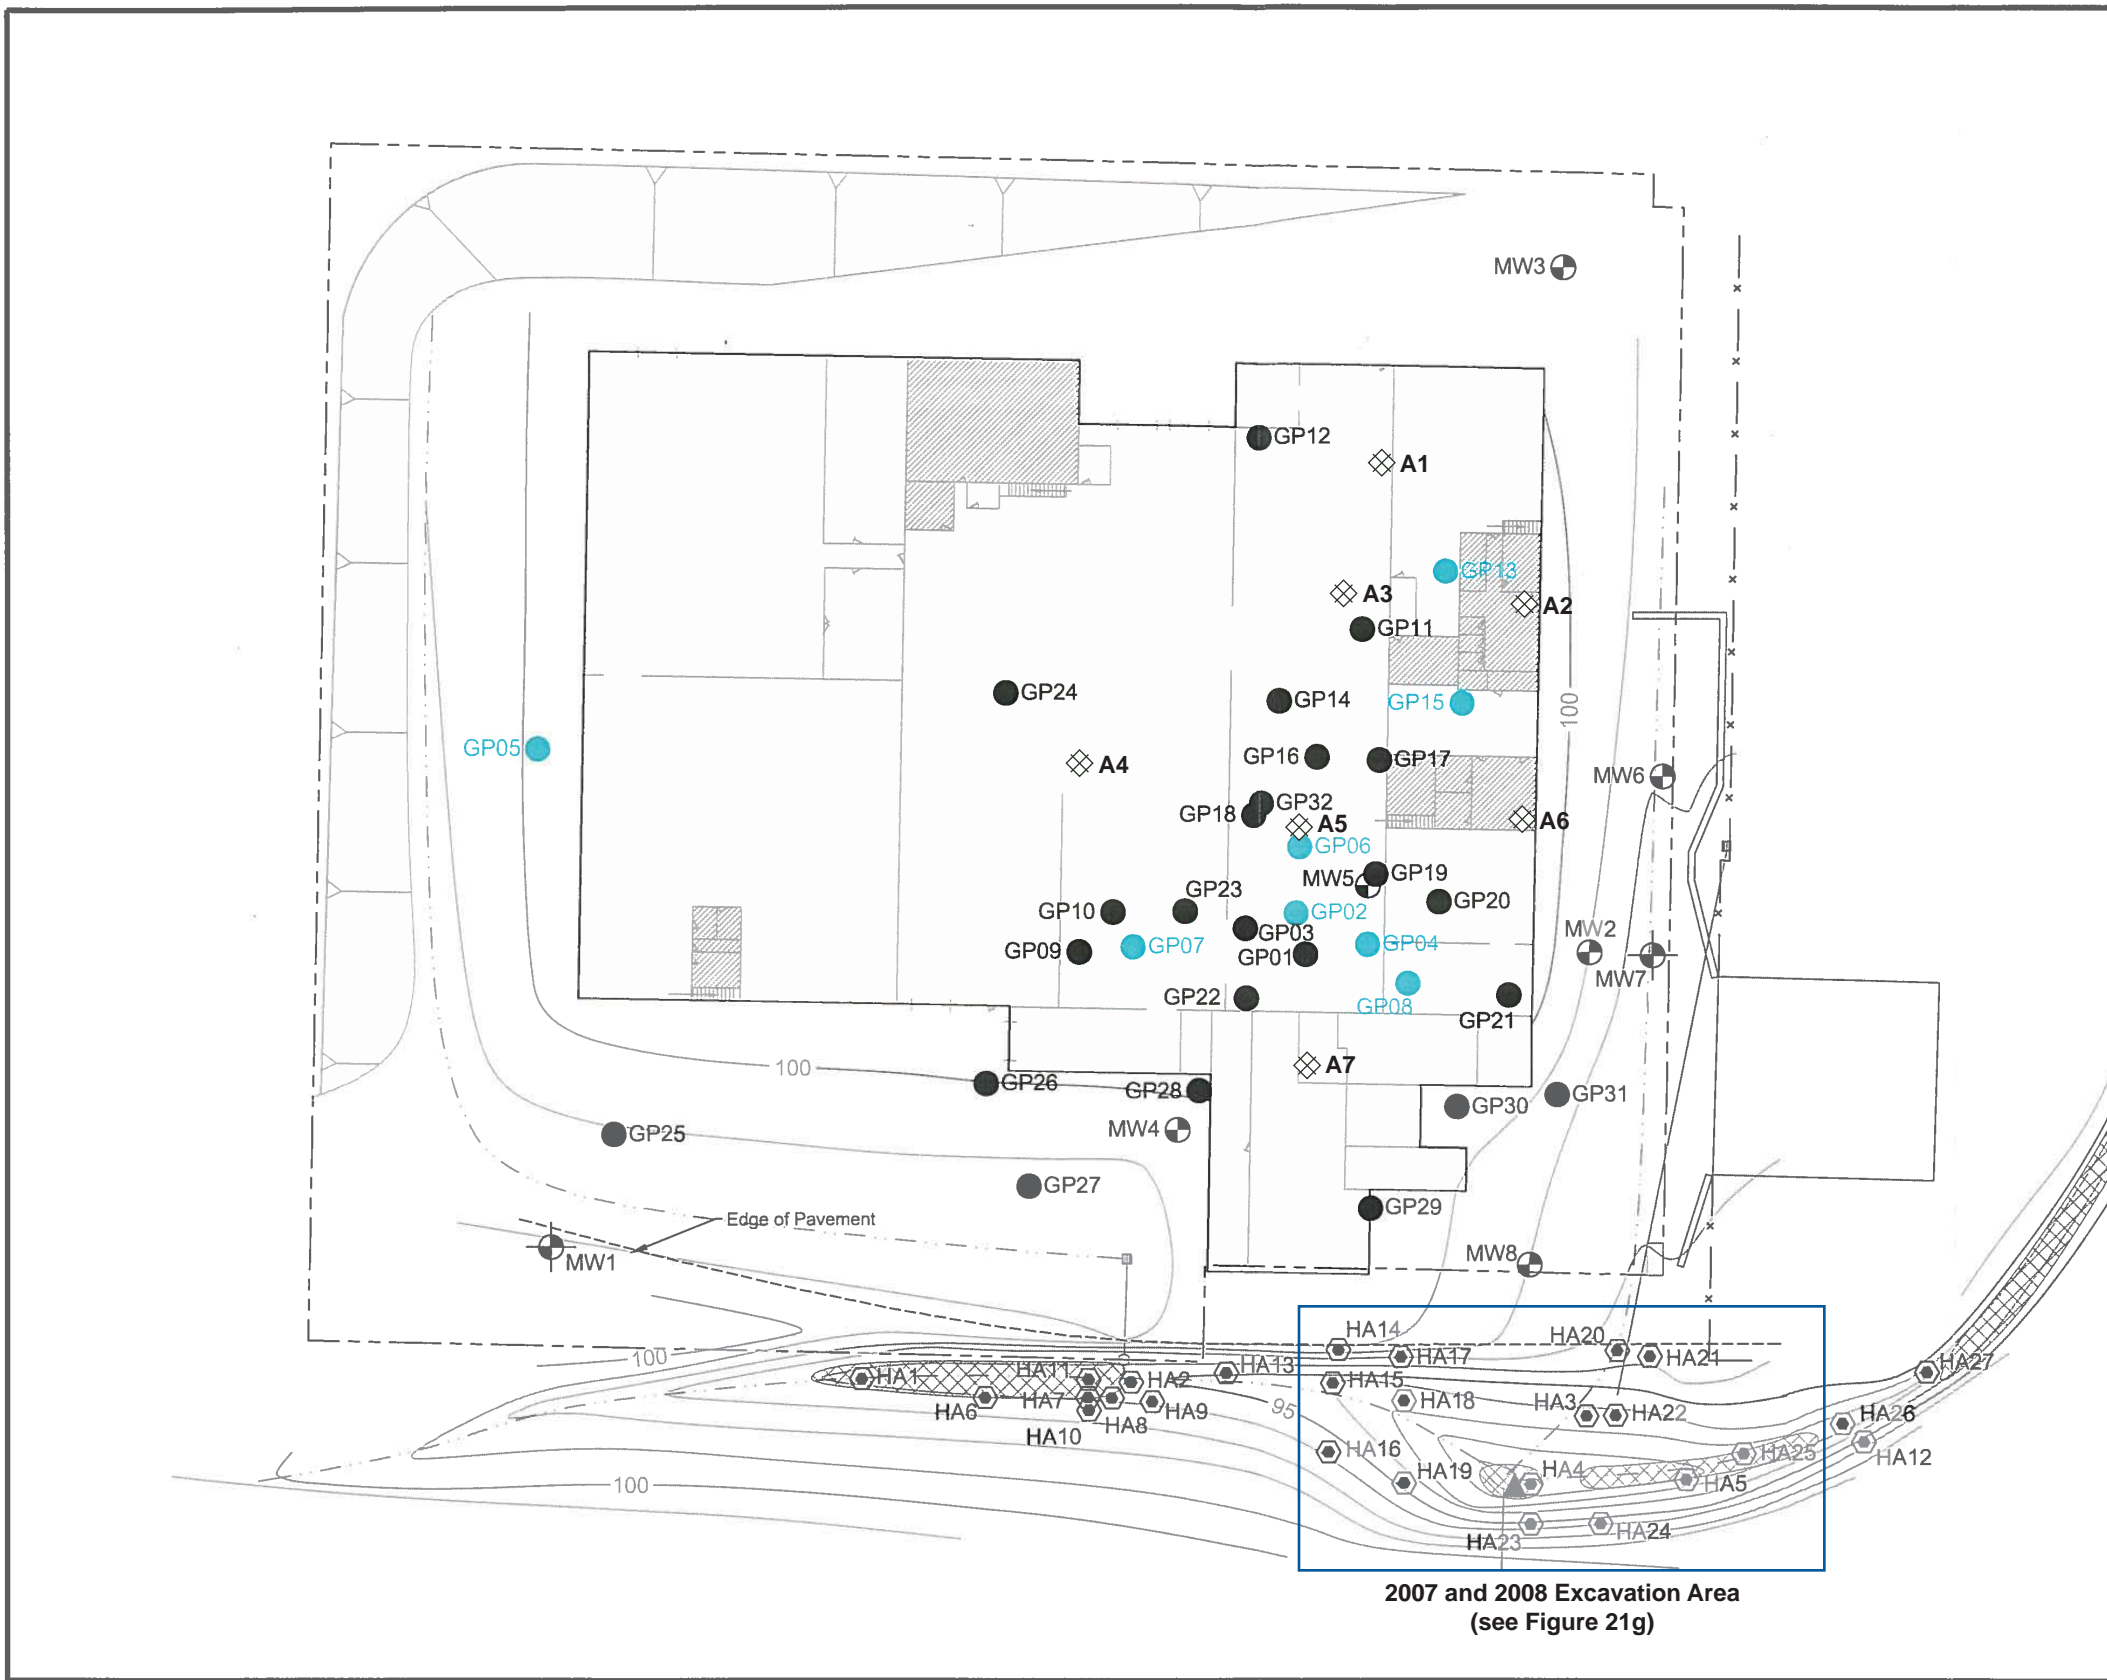 MW3
GP12
A1
GP13
A3
A2
GP11
GP24
GP14
GP15
100
GP05
GP16
GP17
A4
MW6
GP32
GP18
A5
A6
GP06
GP19
MW5
GP23
GP20
GP10
GP02
GP03
MW2
GP09
GP07
GP01
GP04
MW7
GP22
GP08
GP21
100
A7
GP26
GP28
GP30
GP31
GP25
MW4
GP27
GP29
Edge of Pavement
MW1
MW8
HA14
HA20
100
HA17
HA21
HA13
HA27
HA1
HA11
HA2
HA15
HA6
HA7
HA9
95
HA18
HA3
HA22
HA26
HA8
HA10
HA16
HA25
HA12
HA19
HA4
HA5
100
HA23
HA24
2007 and 2008 Excavation Area
(see Figure 21g)